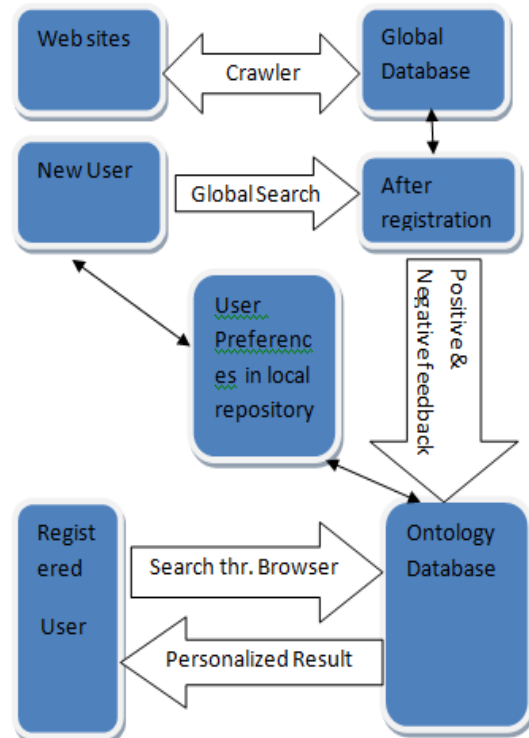 Web sites
Crawler
Global
Database
New User
Global Search
After
registration
User
Preferenc
es in local
repository
Positive &
Negative feedback
Regist
ered
User
Search thr. Browser
Personalized Result
Ontology
Database